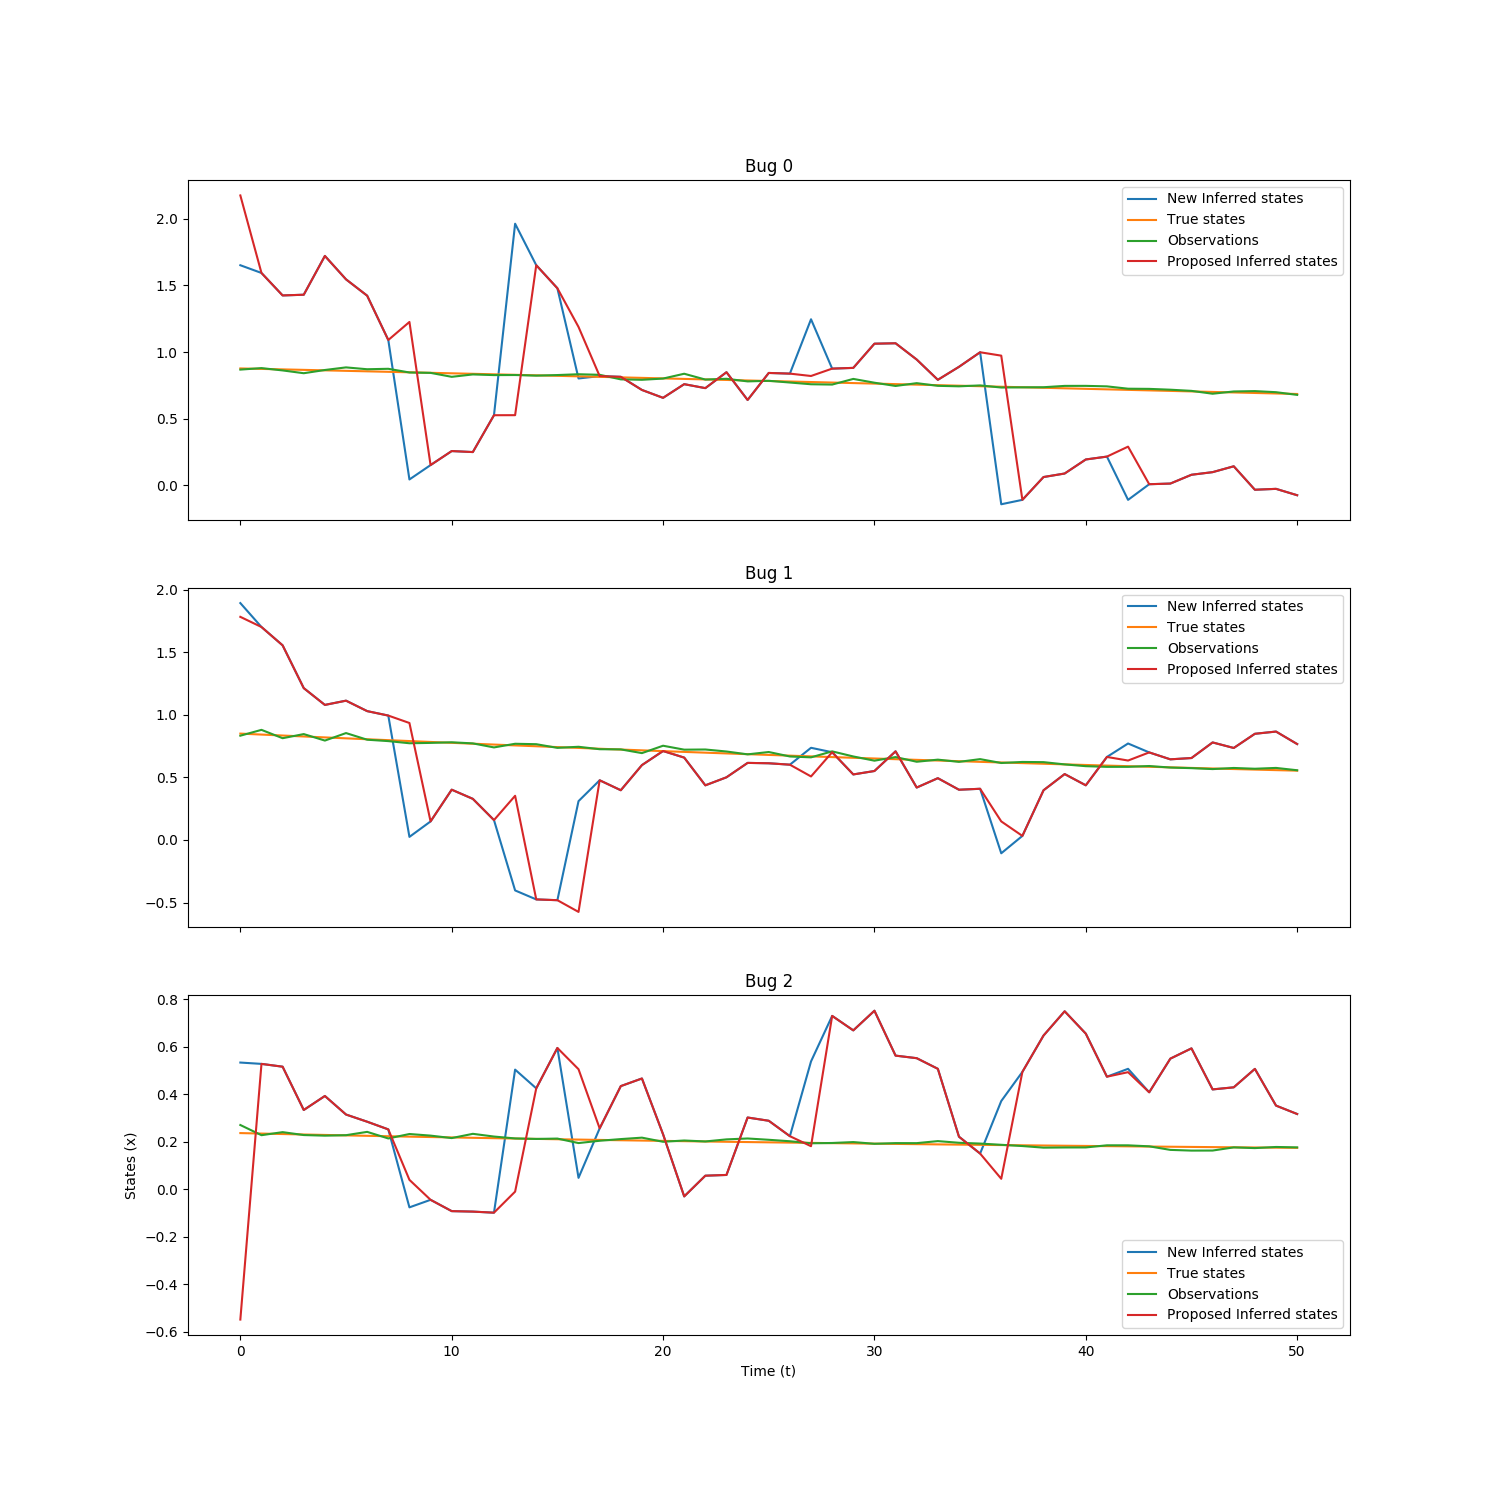 Bug 0
2.0
1.5
1.0
0.5
0.0
New Inferred states
True states
Observations
Proposed Inferred states
Bug 1
2.0
1.5
1.0
0.5
0.0
−0.5
New Inferred states
True states
Observations
Proposed Inferred states
Bug 2
0.8
0.6
0.4
0.2
0.0
−0.2
−0.4
−0.6
States (x)
New Inferred states
True states
Observations
Proposed Inferred states
0 10 20 30 40 50
Time (t)